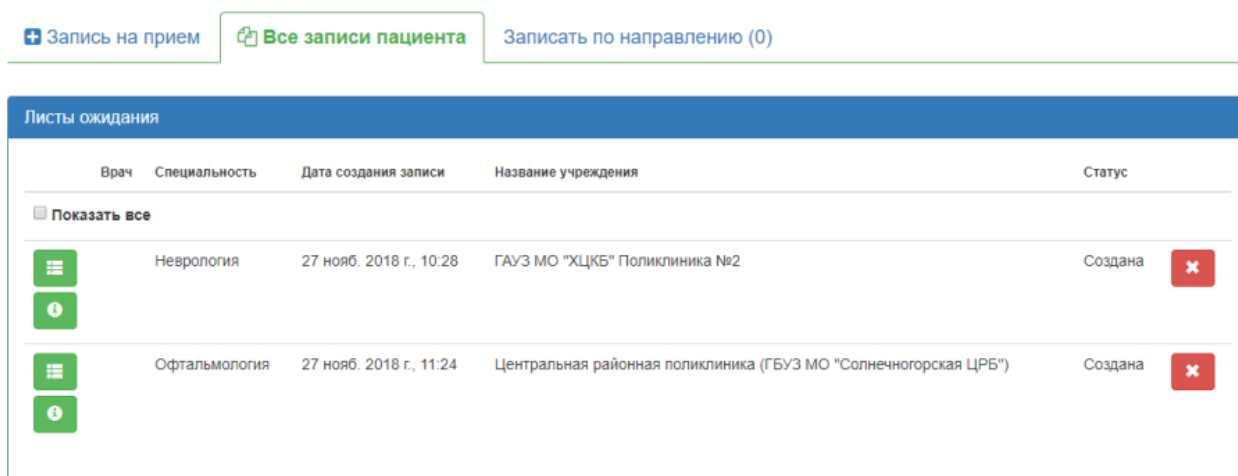 Запись на прием Все записи пациента Записать по направлению (0)
Листы ожидания
Врач Специальность Дата создания записи Название учреждения Статус
Показать все
Неврология 27 нояб. 2018 г., 10:28 ГАУЗ МО "ХЦКБ" Поликлиника №2 Создана
Офтальмология 27 нояб. 2018 г., 11:24 Центральная районная поликлиника (ГБУЗ МО "Солнечногорская ЦРБ") Создана